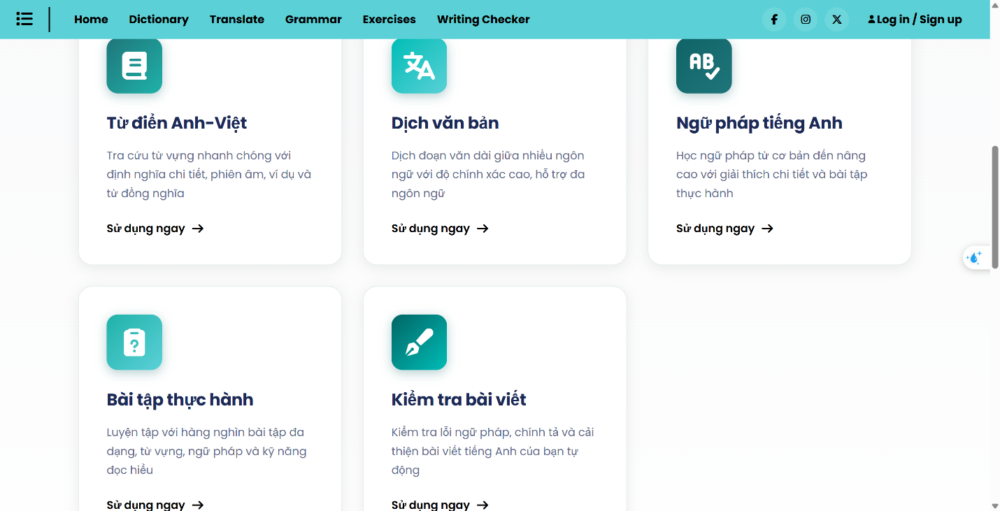 Home Dictionary Translate Grammar Exercises Writing Checker Log in / Sign up
Từ điển Anh-Việt
Tra cứu từ vựng nhanh chóng với
định nghĩa chi tiết, phiên âm, ví dụ và
từ đồng nghĩa
Sử dụng ngay →
Dịch văn bản
Dịch đoạn văn dài giữa nhiều ngôn
ngữ với độ chính xác cao, hỗ trợ đa
ngôn ngữ
Sử dụng ngay →
AB
Ngữ pháp tiếng Anh
Học ngữ pháp từ cơ bản đến nâng
cao với giải thích chi tiết và bài tập
thực hành
Sử dụng ngay →
Bài tập thực hành
Luyện tập với hàng nghìn bài tập đa
dạng, từ vựng, ngữ pháp và kỹ năng
đọc hiểu
Sử dụng ngay →
Kiểm tra bài viết
Kiểm tra lỗi ngữ pháp, chính tả và cải
thiện bài viết tiếng Anh của bạn tự
động
Sử dụng ngay →